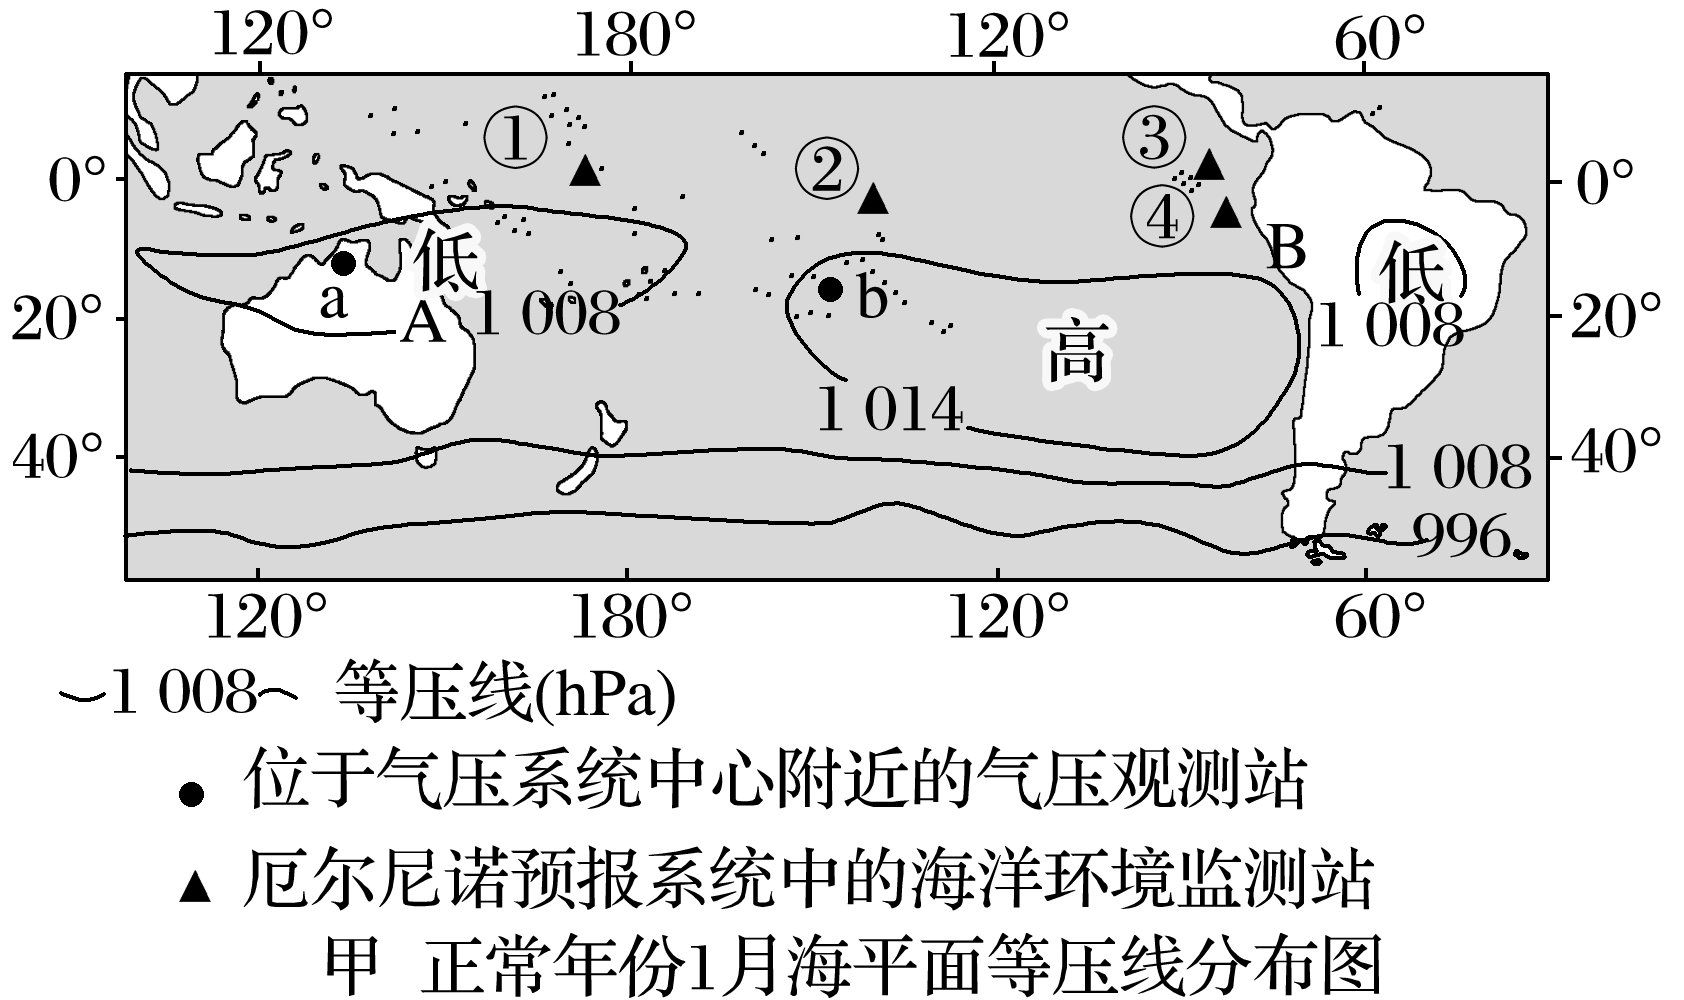 120° 180° 120° 60°
① ② ③
0° 0°
④
低 B 低
a b
20° A 1 008 高 1 008 20°
1 014
40° 40°
1 008
996
120° 180° 120° 60°
1 008 等压线(hPa)
● 位于气压系统中心附近的气压观测站
▲ 厄尔尼诺预报系统中的海洋环境监测站
甲 正常年份1月海平面等压线分布图